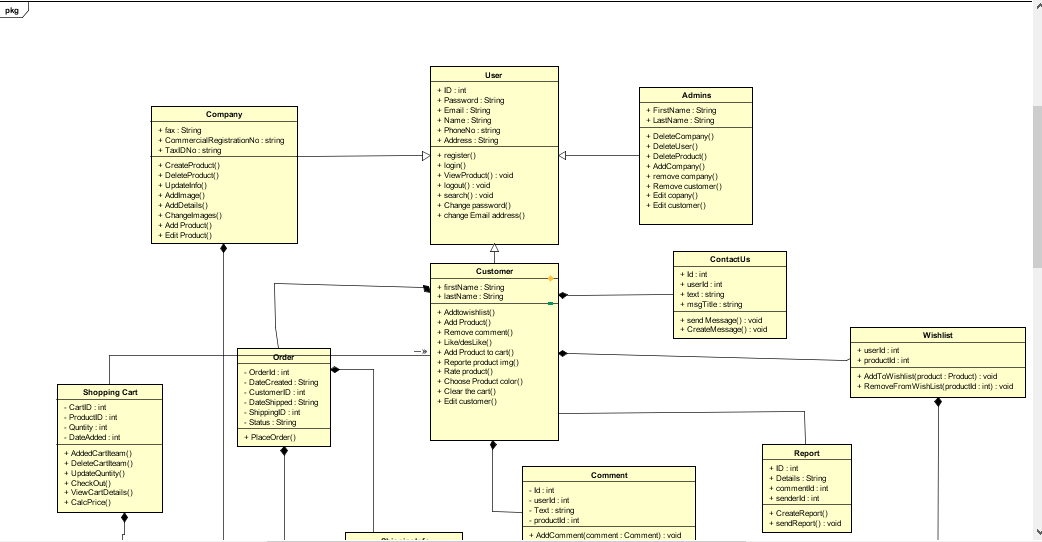 pkg
User
+ ID : int
+ Password : String
+ Email : String
+ Name : String
+ PhoneNo : String
+ Address : String
+ register()
+ login()
+ ViewProduct() : void
+ logout() : void
+ search() : void
+ Change password()
+ change Email address()
Admins
+ FirstName : String
+ LastName : String
+ DeleteCompany()
+ DeleteUser()
+ DeleteProduct()
+ AddCompany()
+ remove company()
+ Remove customer()
+ Edit copany()
+ Edit customer()
Company
+ fax : String
+ CommercialRegistrationNo : string
+ TaxIDNo : string
+ CreateProduct()
+ DeleteProduct()
+ UpdateInfo()
+ AddImage()
+ AddDetails()
+ ChangeImages()
+ Add Product()
+ Edit Product()
Customer
+ firstName : String
+ lastName : String
+ Addtowishlist()
+ Add Product()
+ Remove comment()
+ Like/desLike()
+ Add Product to cart()
+ Reporte product img()
+ Rate product()
+ Choose Product color()
+ Clear the cart()
+ Edit customer()
ContactUs
+ Id : int
+ userId : int
+ text : string
+ msgTitle : string
+ send Message() : void
+ CreateMessage() : void
Wishlist
+ userId : int
+ productId : int
+ AddToWishlist(product : Product) : void
+ RemoveFromWishList(productId : int) : void
Order
- OrderId : int
- DateCreated : String
- CustomerID : int
- DateShipped : String
- ShippingID : int
- Status : String
+ PlaceOrder()
Shopping Cart
- CartID : int
- ProductID : int
- Quntity : int
- DateAdded : int
+ AddedCartIteam()
+ DeleteCartIteam()
+ UpdateQuntity()
+ CheckOut()
+ ViewCartDetails()
+ CalcPrice()
Report
+ ID : int
+ Details : String
+ commentId : int
+ senderId : int
+ CreateReport()
+ sendReport() : void
Comment
- Id : int
- userId : int
- Text : string
- productId : int
+ AddComment(comment : Comment) : void